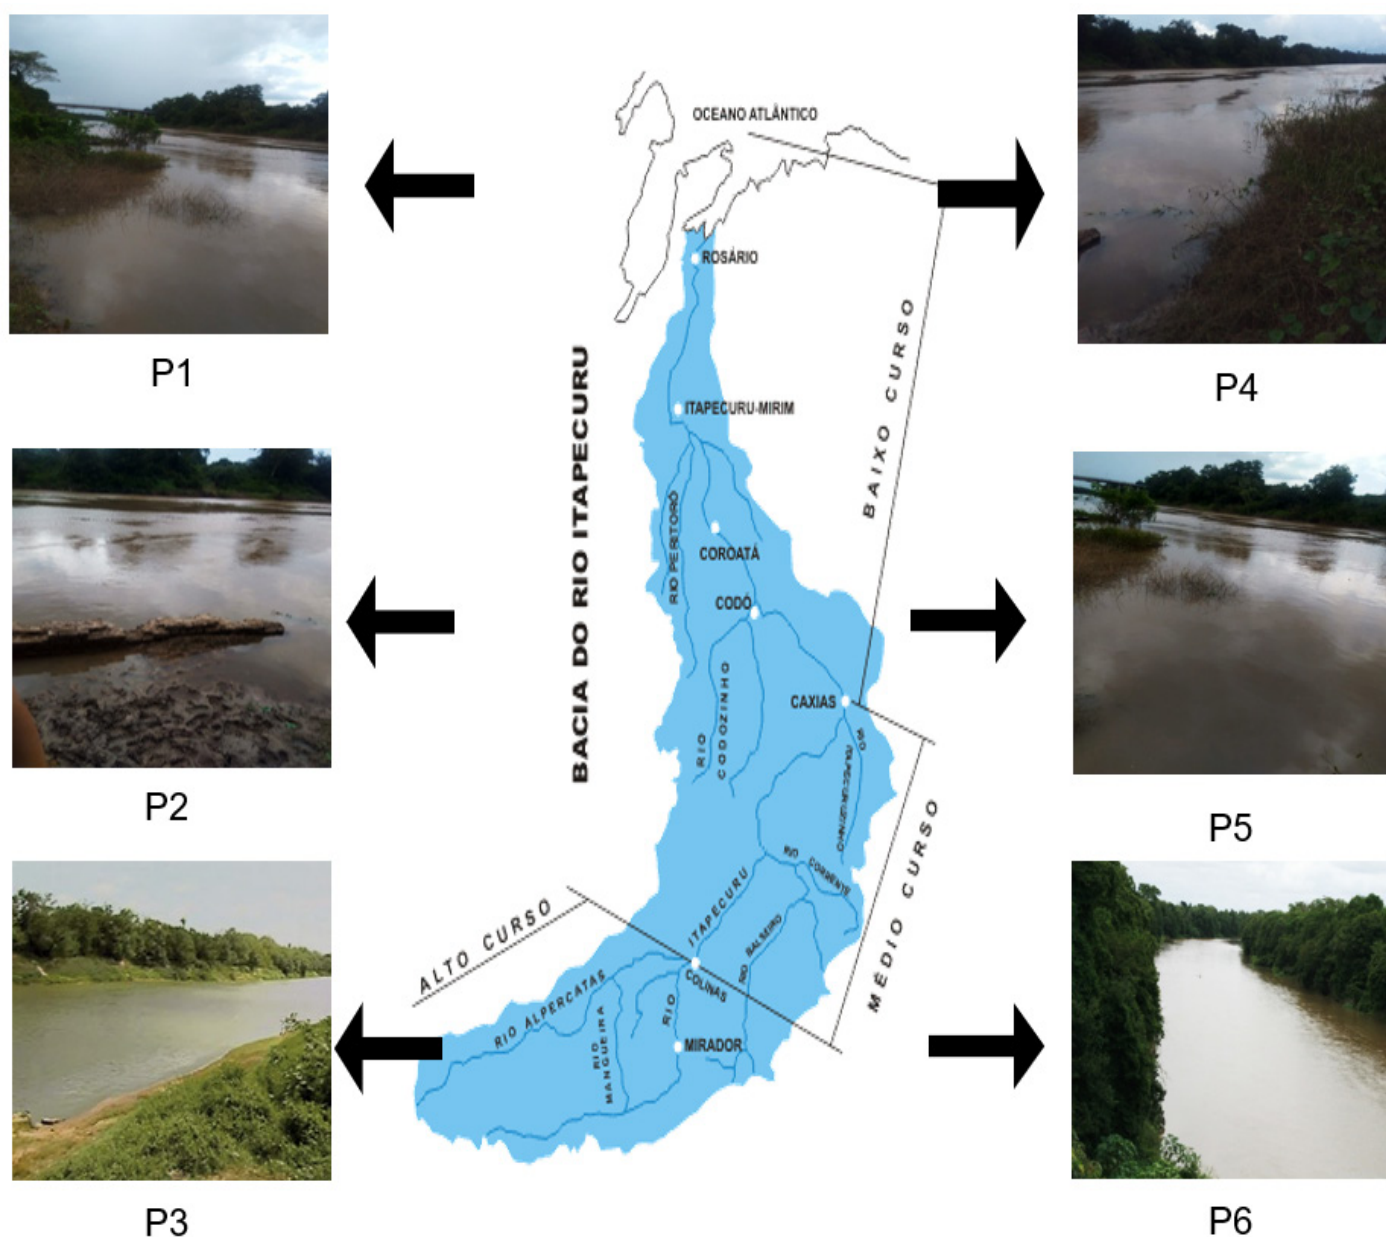 OCEANO ATLÂNTICO
P1
P4
ROSÁRIO
BACIA DO RIO ITAPECURU
ITAPECURU-MIRIM
BAIXO CURSO
RIO PERITORÓ
COROATÁ
CODÓ
RIO CODOZINHO
CAXIAS
P2
P5
RIO
MÉDIO CURSO
RIO CORRENTE
ITAPECURU
RIO BALSEIRO
ALTO CURSO
RIO ALPERCATAS
COLINAS
RIO
RIO MANGUEIRA
MIRADOR
P3
P6